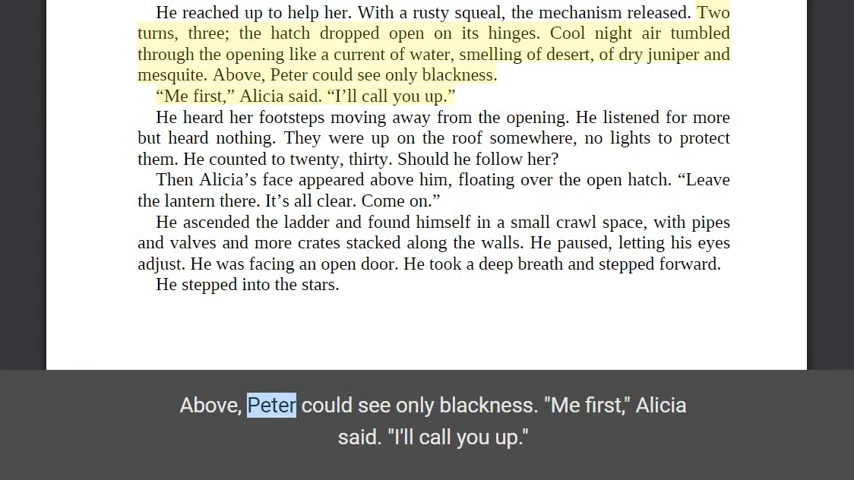 He reached up to help her. With a rusty squeal, the mechanism released. Two
turns, three; the hatch dropped open on its hinges. Cool night air tumbled
through the opening like a current of water, smelling of desert, of dry juniper and
mesquite. Above, Peter could see only blackness.
“Me first,” Alicia said. “I’ll call you up.”
He heard her footsteps moving away from the opening. He listened for more
but heard nothing. They were up on the roof somewhere, no lights to protect
them. He counted to twenty, thirty. Should he follow her?
Then Alicia’s face appeared above him, floating over the open hatch. “Leave
the lantern there. It’s all clear. Come on.”
He ascended the ladder and found himself in a small crawl space, with pipes
and valves and more crates stacked along the walls. He paused, letting his eyes
adjust. He was facing an open door. He took a deep breath and stepped forward.
He stepped into the stars.
Above, Peter could see only blackness. "Me first," Alicia
said. "I'll call you up."